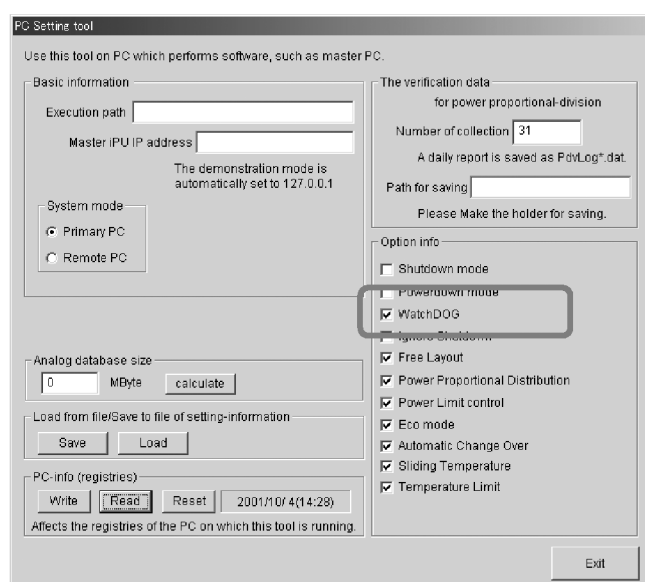 PC Setting tool
Use this tool on PC which performs software, such as master PC.
Basic information
Execution path
Master iPU IP address
The demonstration mode is
automatically set to 127.0.0.1
System mode
Primary PC
Remote PC
The verification data
for power proportional-division
Number of collection 31
A daily report is saved as PdvLog*.dat.
Path for saving
Please Make the holder for saving.
Option info
Shutdown mode
Powerdown mode
WatchDOG
Ignore Shutdown
Free Layout
Power Proportional Distribution
Power Limit control
Eco mode
Automatic Change Over
Sliding Temperature
Temperature Limit
Analog database size
0 MByte calculate
Load from file/Save to file of setting-information
Save Load
PC-info (registries)
Write Read Reset 2001/10/ 4(14:28)
Affects the registries of the PC on which this tool is running.
Exit